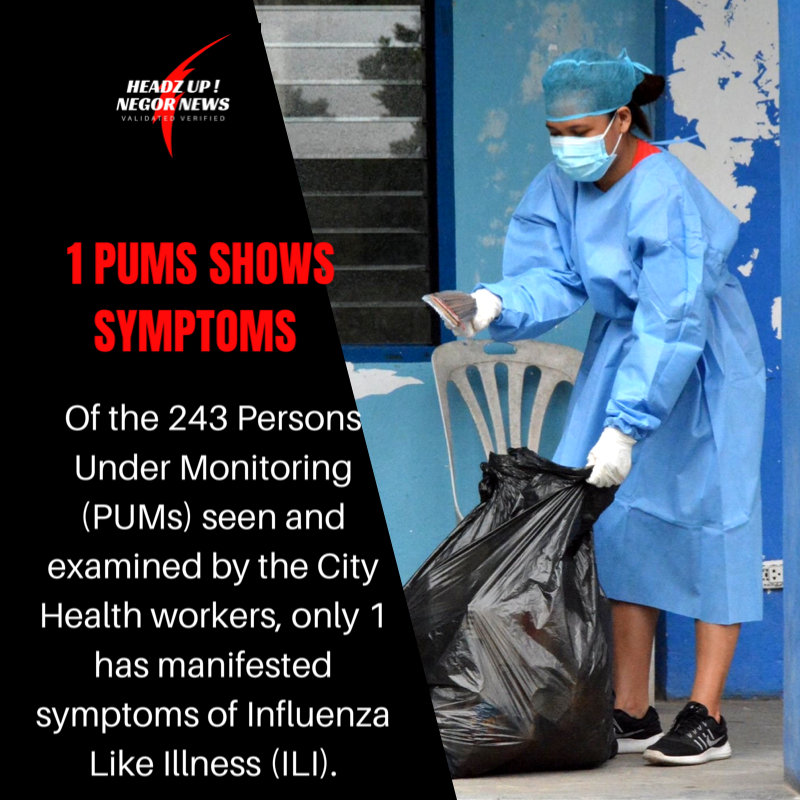 HEADZ UP !
NEGOR NEWS
VALIDATED VERIFIED
1 PUMS SHOWS
SYMPTOMS
Of the 243 Persons
Under Monitoring
(PUMs) seen and
examined by the City
Health workers, only 1
has manifested
symptoms of Influenza
Like Illness (ILI).